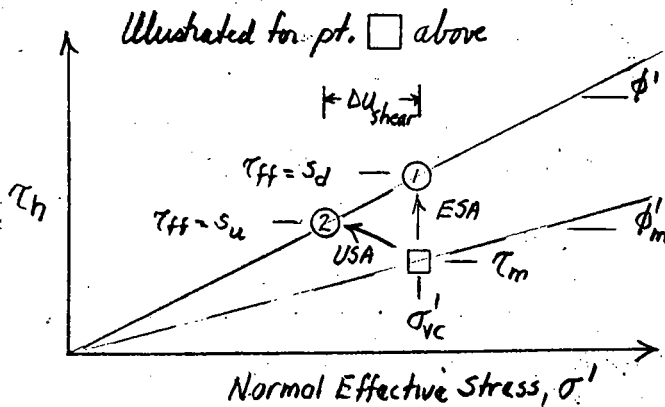 Illustrated for pt. □ above
ΔU shear
ϕ'
τff = sd
①
τh
ESA
τff = su
②
ϕ'm
USA
τm
σ'vc
Normal Effective Stress, σ'